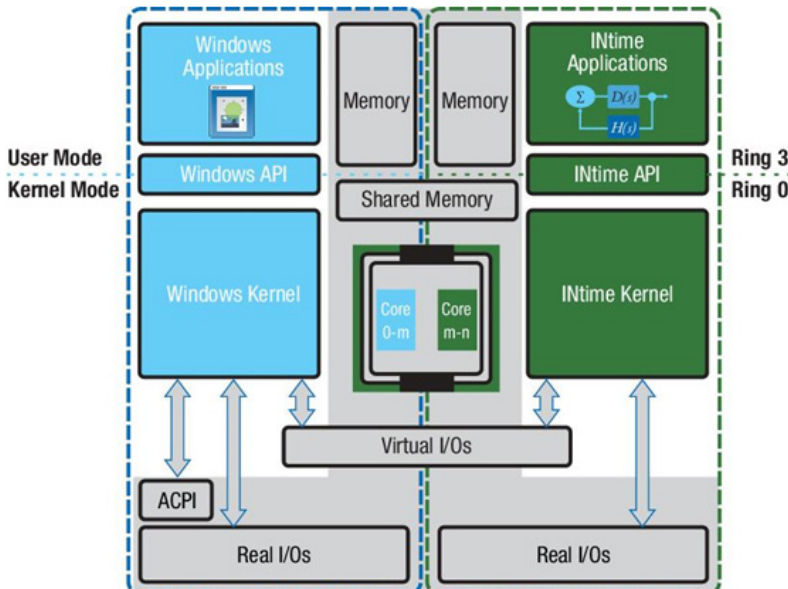 Windows
Applications
Memory
Memory
INtime
Applications
Σ
D(s)
H(s)
User Mode
Ring 3
Windows API
INtime API
Kernel Mode
Ring 0
Shared Memory
Windows Kernel
Core
0-m
Core
m-n
INtime Kernel
Virtual I/Os
ACPI
Real I/Os
Real I/Os